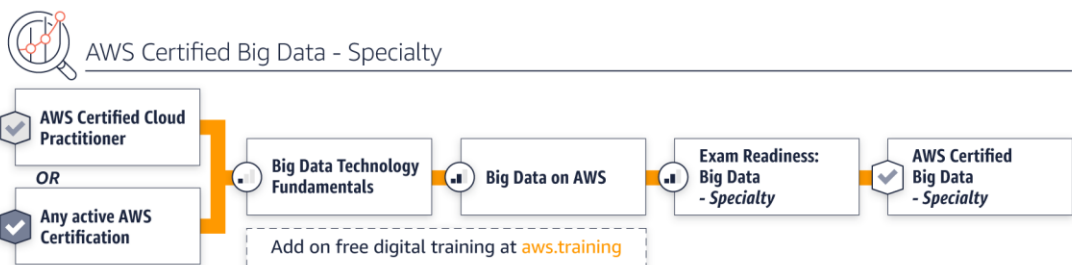 AWS Certified Big Data - Specialty
AWS Certified Cloud
Practitioner
OR
Any active AWS
Certification
Big Data Technology
Fundamentals
Big Data on AWS
Exam Readiness:
Big Data
- Specialty
AWS Certified
Big Data
- Specialty
Add on free digital training at aws.training